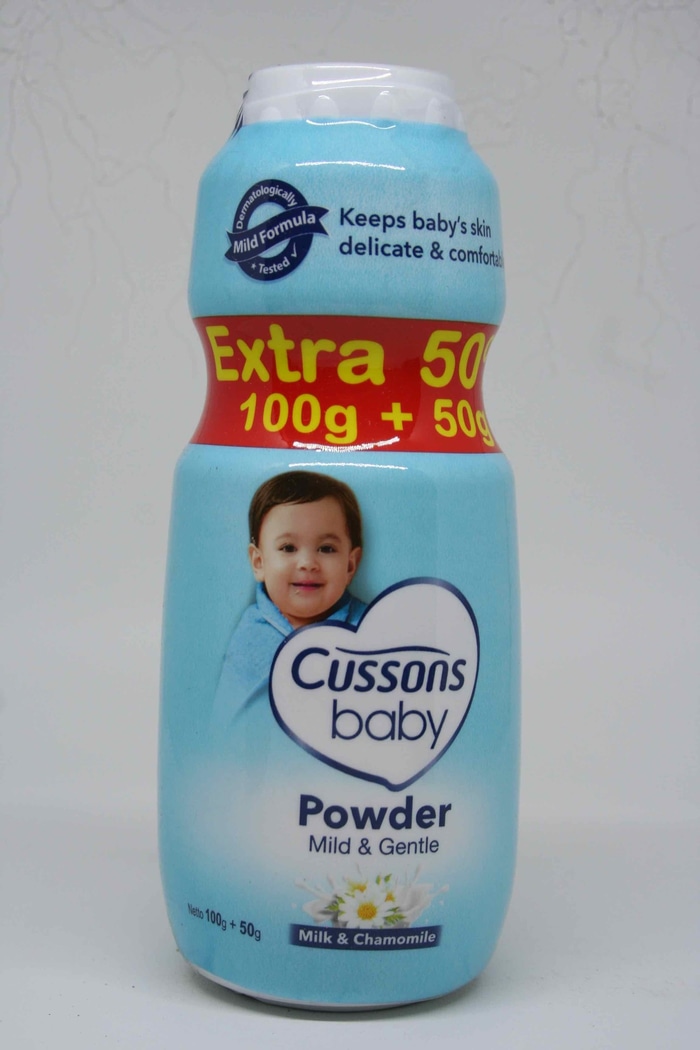 Dermatologically
Mild Formula
* Tested ✓
Keeps baby's skin
delicate & comfortab
Extra 50%
100g + 50g
Cussons
baby
Powder
Mild & Gentle
Netto 100g + 50g
Milk & Chamomile